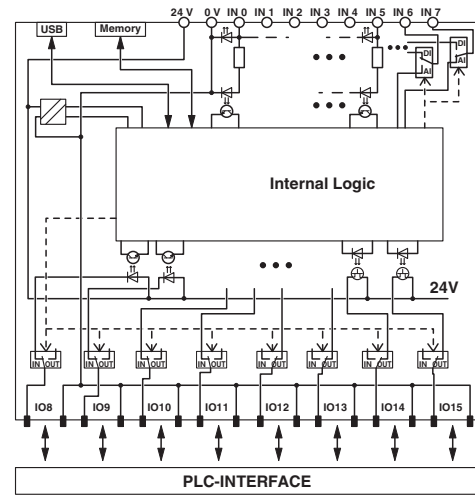 24 V 0 V IN 0 IN 1 IN 2 IN 3 IN 4 IN 5 IN 6 IN 7
USB Memory
DI
AI
DI
AI
Internal Logic
24V
IN OUT IN OUT IN OUT IN OUT IN OUT IN OUT IN OUT IN OUT
IO8 IO9 IO10 IO11 IO12 IO13 IO14 IO15
PLC-INTERFACE